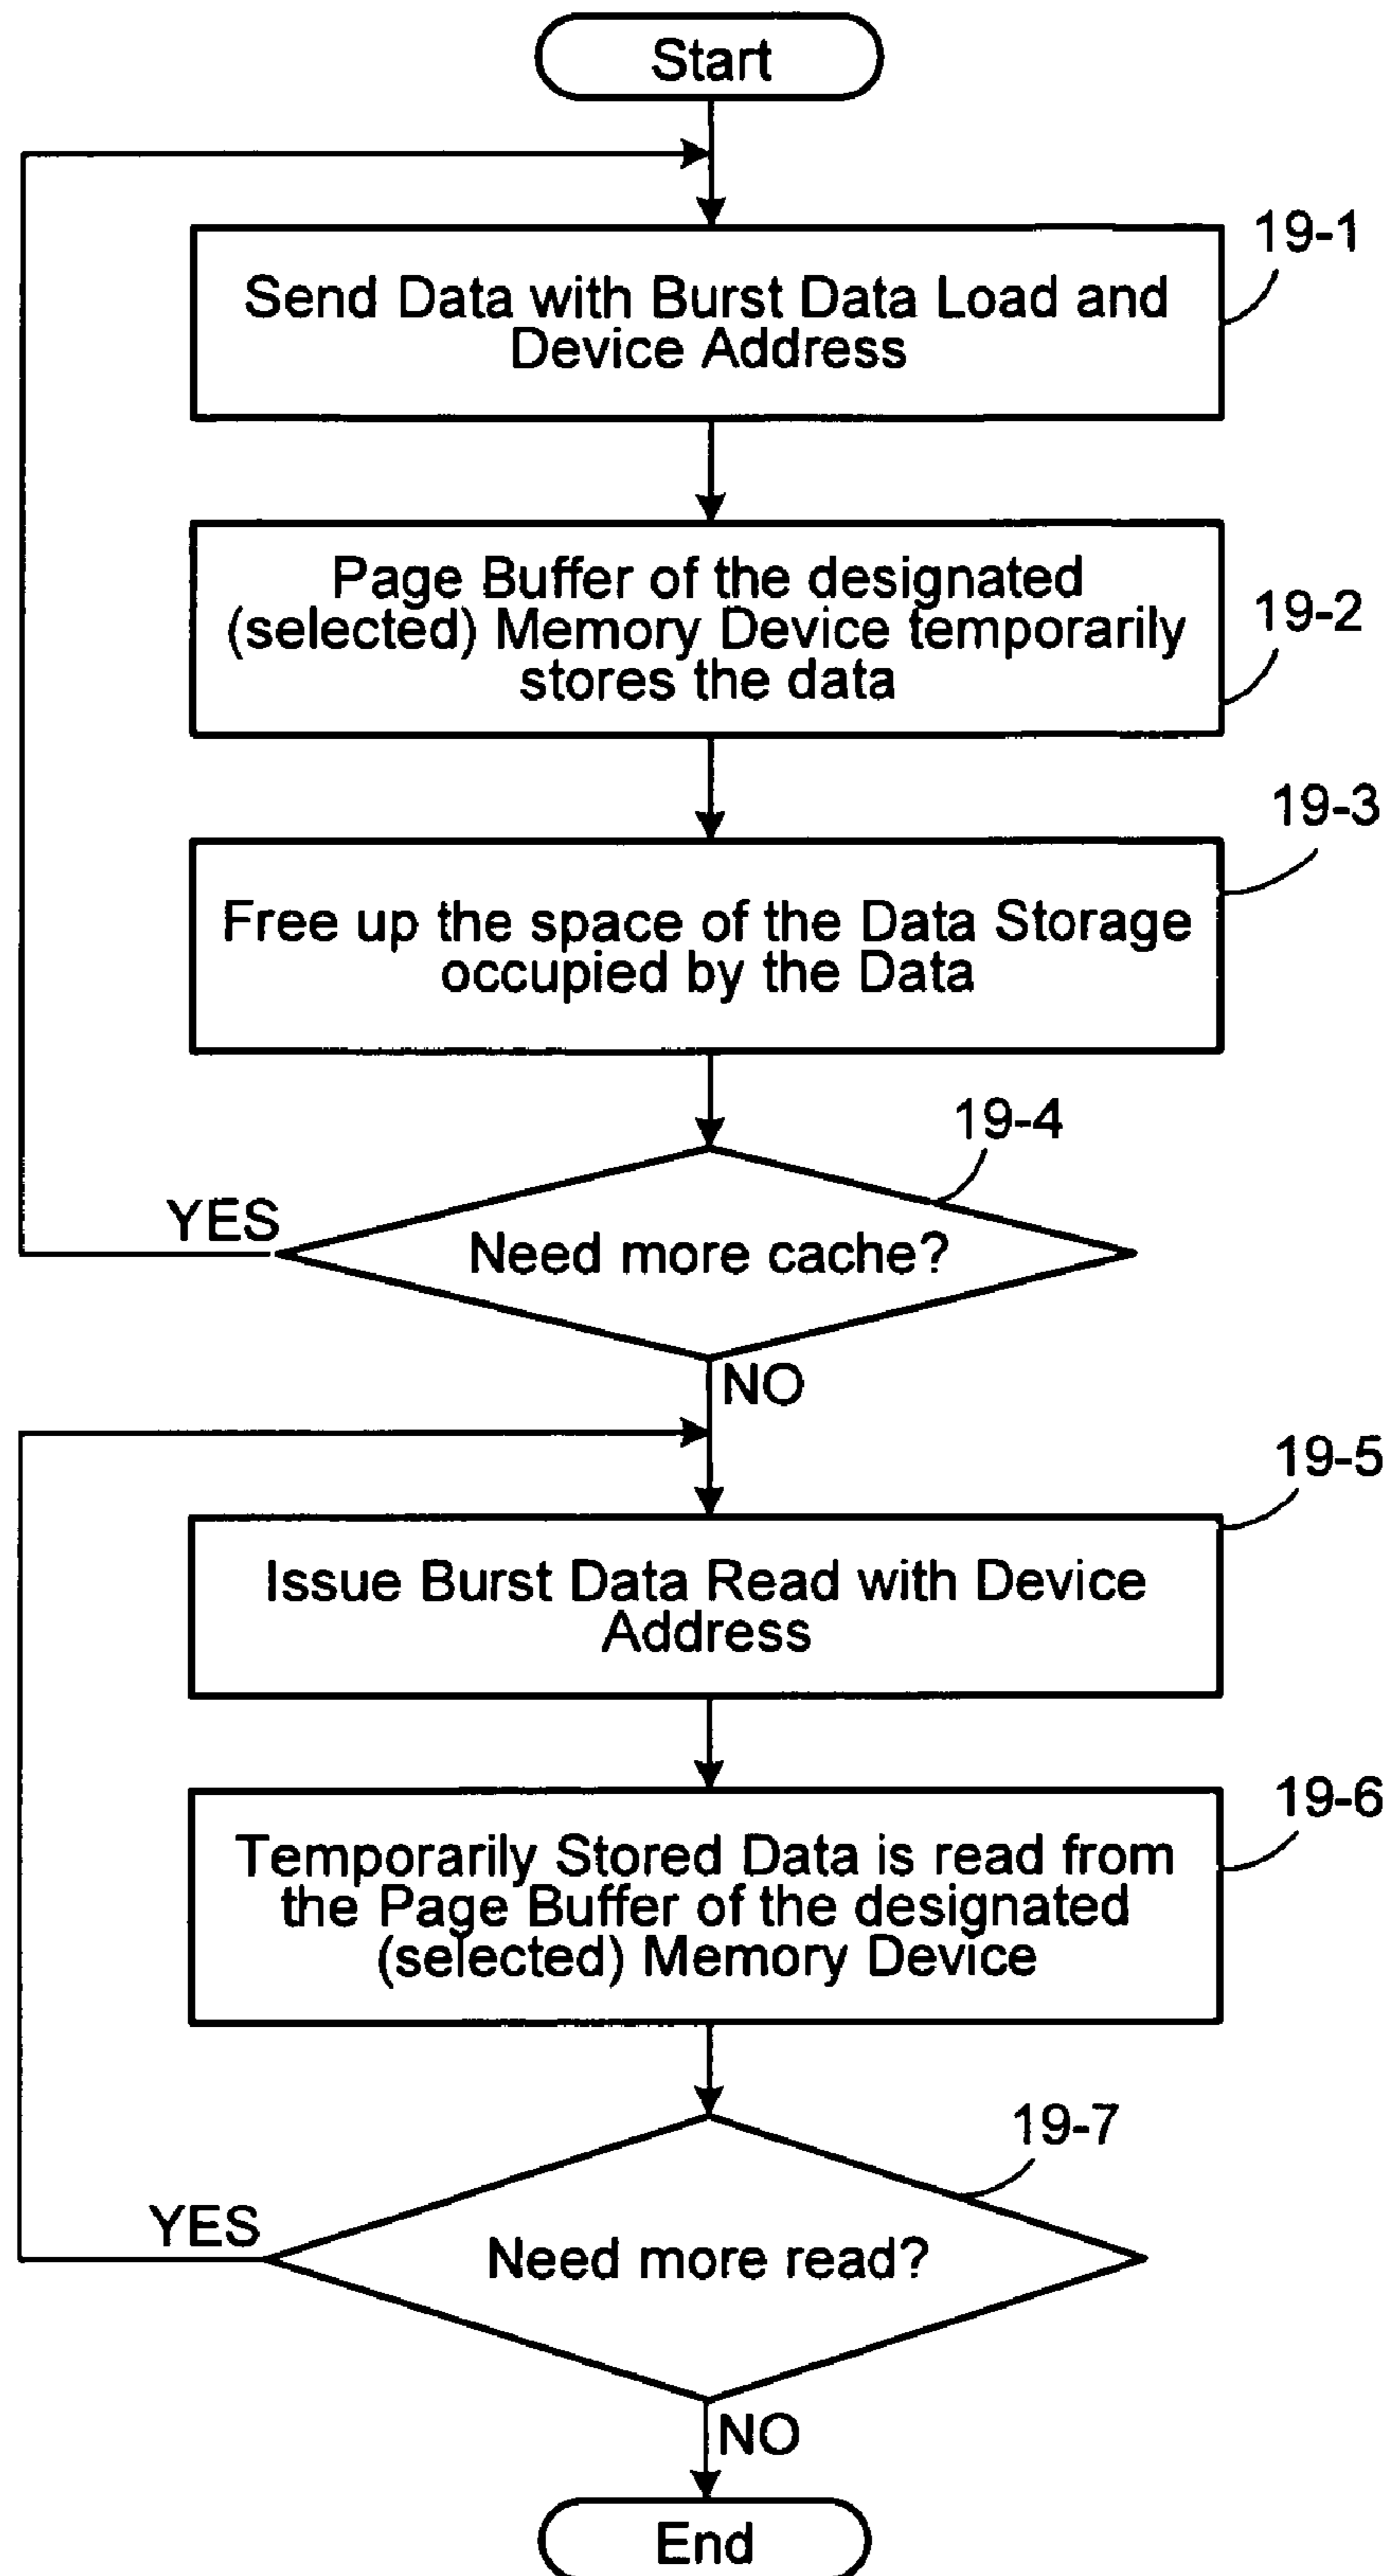 Start
19-1
Send Data with Burst Data Load and
Device Address
Page Buffer of the designated
(selected) Memory Device temporarily
stores the data
19-2
19-3
Free up the space of the Data Storage
occupied by the Data
19-4
YES
Need more cache?
NO
19-5
Issue Burst Data Read with Device
Address
19-6
Temporarily Stored Data is read from
the Page Buffer of the designated
(selected) Memory Device
19-7
YES
Need more read?
NO
End